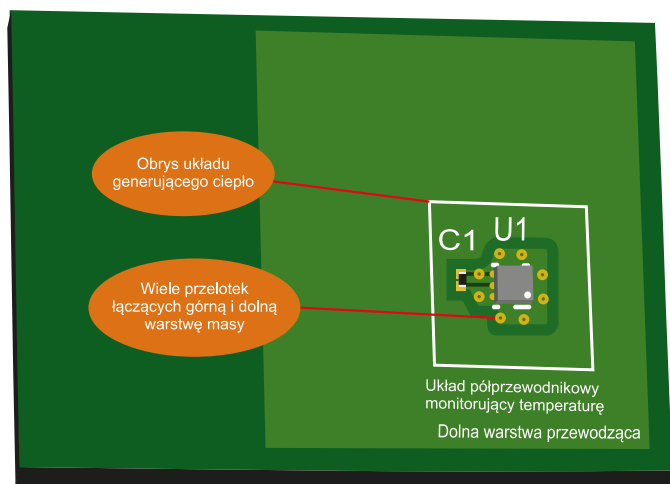 Obrys układu
generującego ciepło
C1 U1
Wiele przelotek
łączących górną i dolną
warstwę masy
Układ półprzewodnikowy
monitorujący temperaturę
Dolna warstwa przewodząca